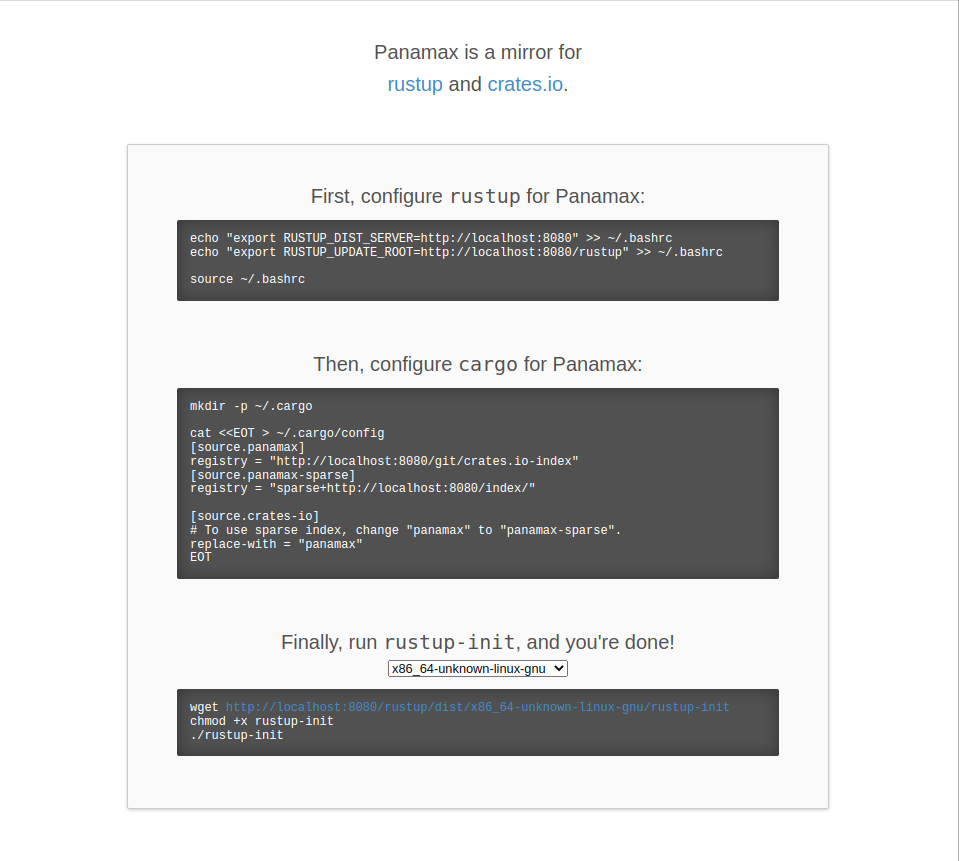 Panamax is a mirror for
rustup and crates.io.
First, configure rustup for Panamax:
echo "export RUSTUP_DIST_SERVER=http://localhost:8080" >> ~/.bashrc
echo "export RUSTUP_UPDATE_ROOT=http://localhost:8080/rustup" >> ~/.bashrc
source ~/.bashrc
Then, configure cargo for Panamax:
mkdir -p ~/.cargo
cat <<EOT > ~/.cargo/config
[source.panamax]
registry = "http://localhost:8080/git/crates.io-index"
[source.panamax-sparse]
registry = "sparse+http://localhost:8080/index/"
[source.crates-io]
# To use sparse index, change "panamax" to "panamax-sparse".
replace-with = "panamax"
EOT
Finally, run rustup-init, and you're done!
x86_64-unknown-linux-gnu
wget http://localhost:8080/rustup/dist/x86_64-unknown-linux-gnu/rustup-init
chmod +x rustup-init
./rustup-init